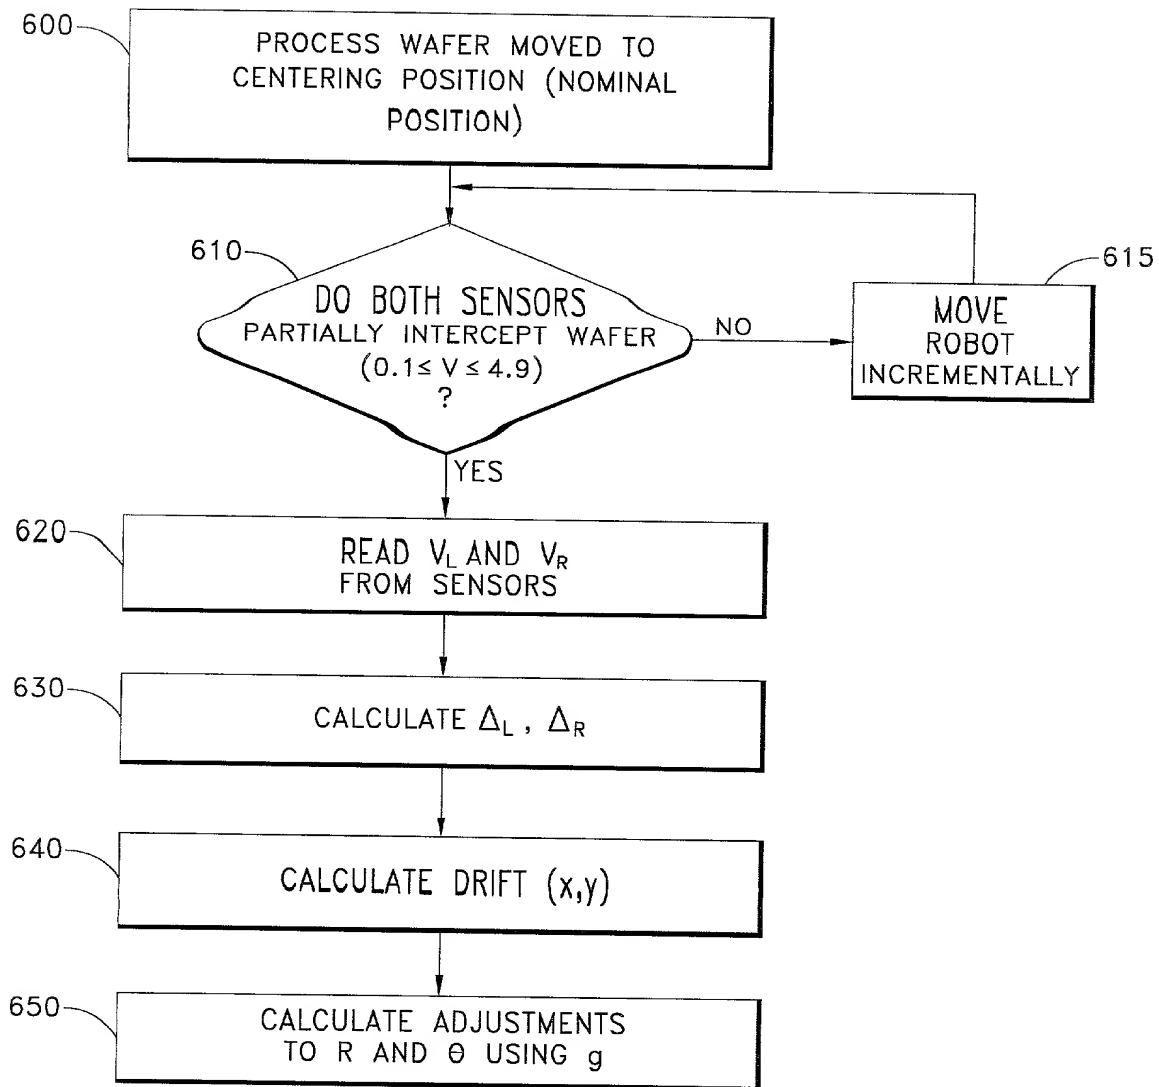 600
PROCESS WAFER MOVED TO
CENTERING POSITION (NOMINAL
POSITION)
610
DO BOTH SENSORS
PARTIALLY INTERCEPT WAFER
(0.1≤ V ≤ 4.9)
?
NO
615
MOVE
ROBOT
INCREMENTALLY
YES
620
READ V_L AND V_R
FROM SENSORS
630
CALCULATE Δ_L , Δ_R
640
CALCULATE DRIFT (x,y)
650
CALCULATE ADJUSTMENTS
TO R AND Θ USING g